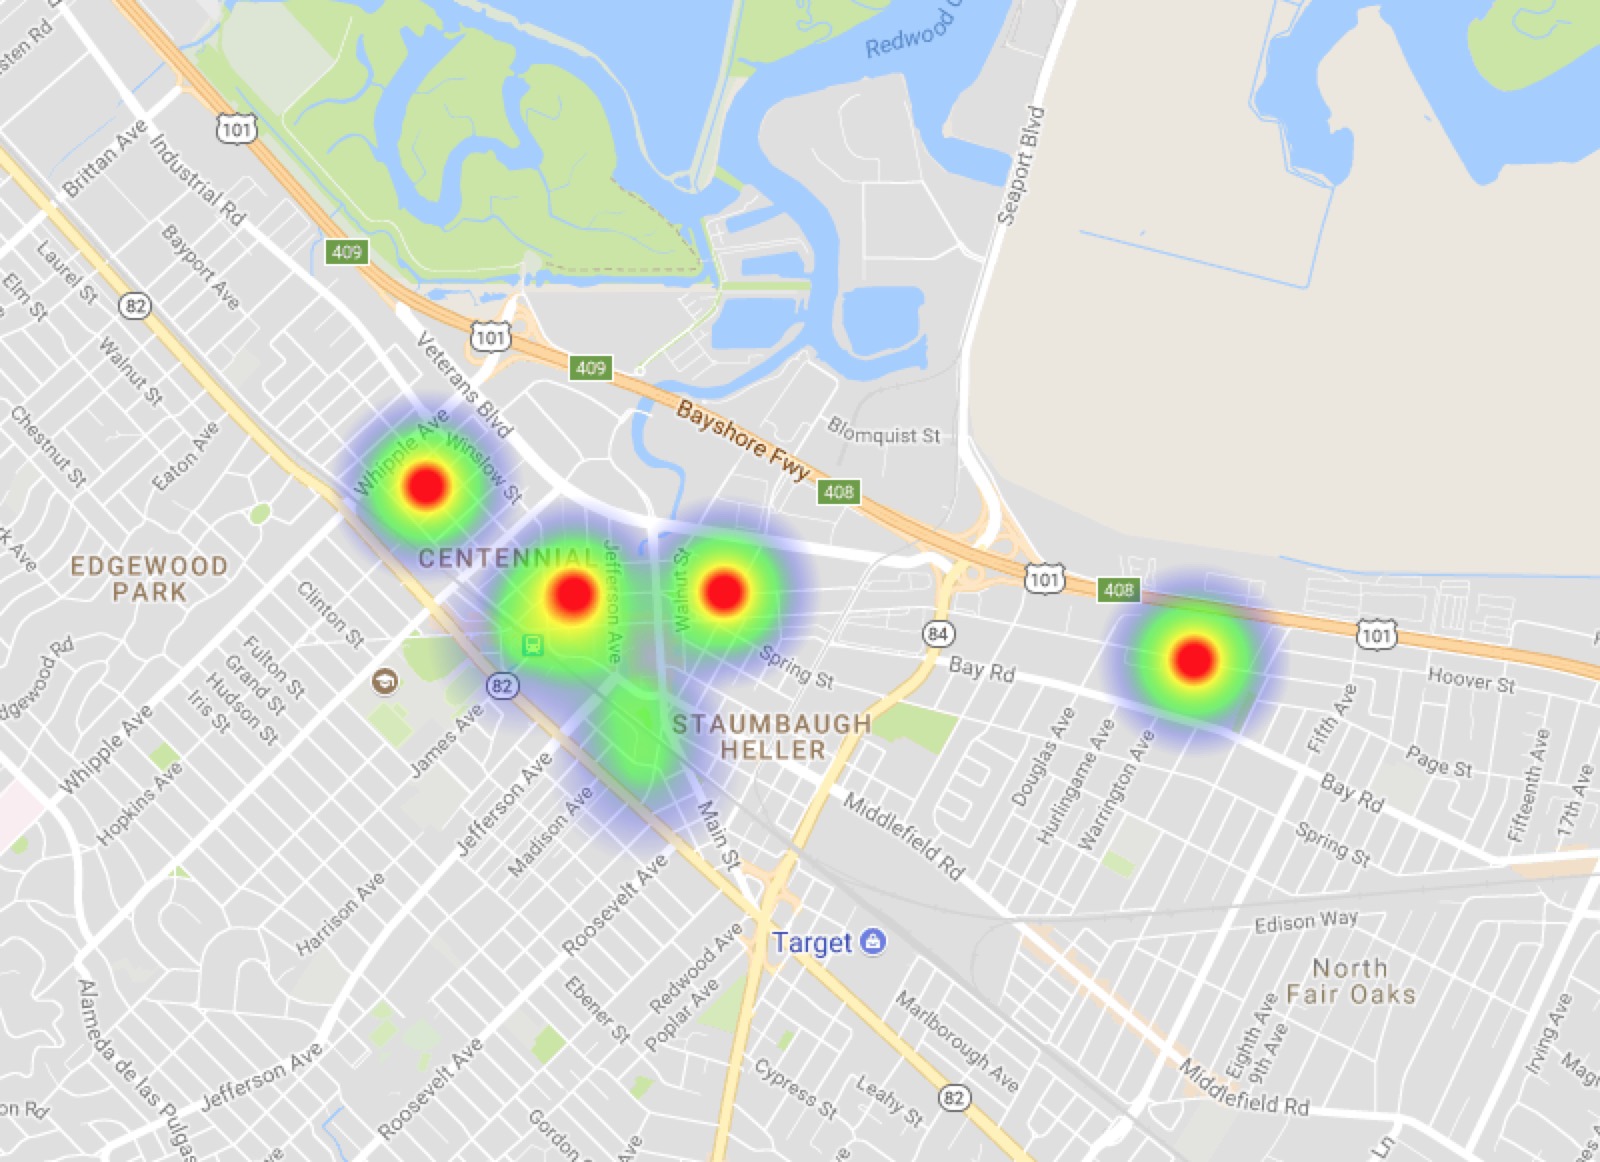 Redwood C
sten Rd
101
Brittan Ave
Industrial Rd
Seaport Blvd
409
Bayport Ave
Laurel St
Elm St
82
101
Veterans Blvd
409
Walnut St
Bayshore Fwy
Blomquist St
Chestnut St
Eaton Ave
Whipple Ave
Winslow St
408
rk Ave
EDGEWOOD
PARK
CENTENNIAL
Jefferson Ave
Walnut St
101
408
Clinton St
84
101
Edgewood Rd
Fulton St
Grand St
Hudson St
Iris St
82
Spring St
Bay Rd
Hoover St
Whipple Ave
James Ave
STAUMBAUGH
HELLER
Douglas Ave
Hurlingame Ave
Warrington Ave
Fifth Ave
Page St
Hopkins Ave
Jefferson Ave
Madison Ave
Main St
Middlefield Rd
Bay Rd
Fifteenth Ave
17th Ave
Spring St
Harrison Ave
Roosevelt Ave
Target
Edison Way
North
Fair Oaks
Redwood Ave
Poplar Ave
Ebener St
Alameda de las Pulgas
Marlborough Ave
Eighth Ave
9th Ave
Irving Ave
Jefferson Ave
Roosevelt Ave
Cypress St
Leahy St
82
Middlefield Rd
on Rd
Gordon
Ave
Ln